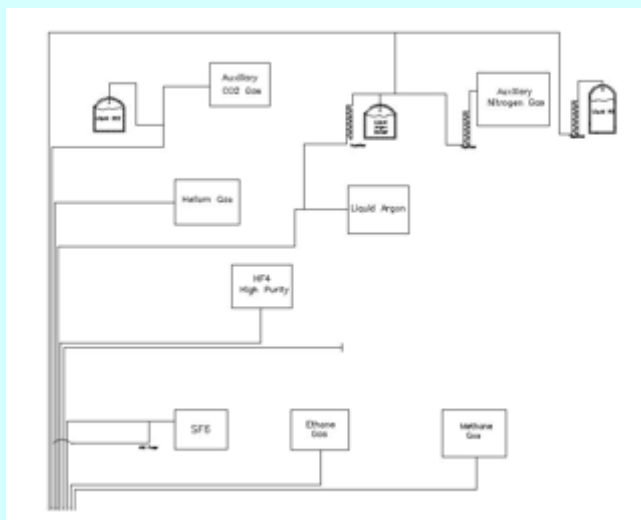 Auxiliary
CO2 Gas
Auxiliary
Nitrogen Gas
Helium Gas
Liquid Argon
HF4
High Purity
SF6
Ethane
Gas
Methane
Gas